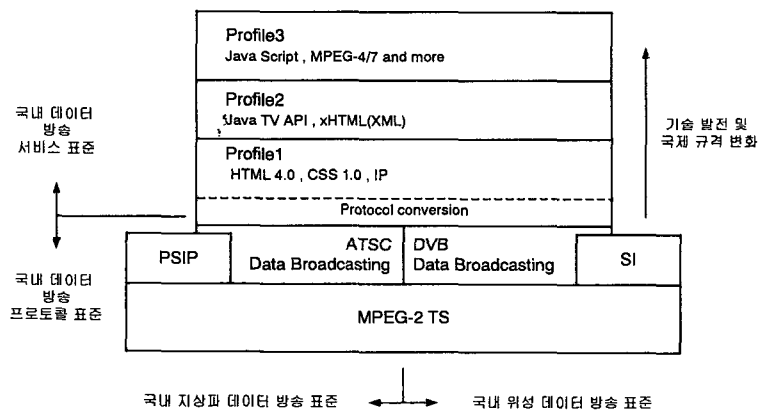 Profile3
Java Script , MPEG-4/7 and more
Profile2
Java TV API , xHTML(XML)
Profile1
HTML 4.0 , CSS 1.0 , IP
Protocol conversion
국내 데이터
방송
서비스 표준
기술 발전 및
국제 규격 변화
국내 데이터
방송
프로토콜 표준
PSIP
ATSC
Data Broadcasting
DVB
Data Broadcasting
SI
MPEG-2 TS
국내 지상파 데이터 방송 표준
국내 위성 데이터 방송 표준